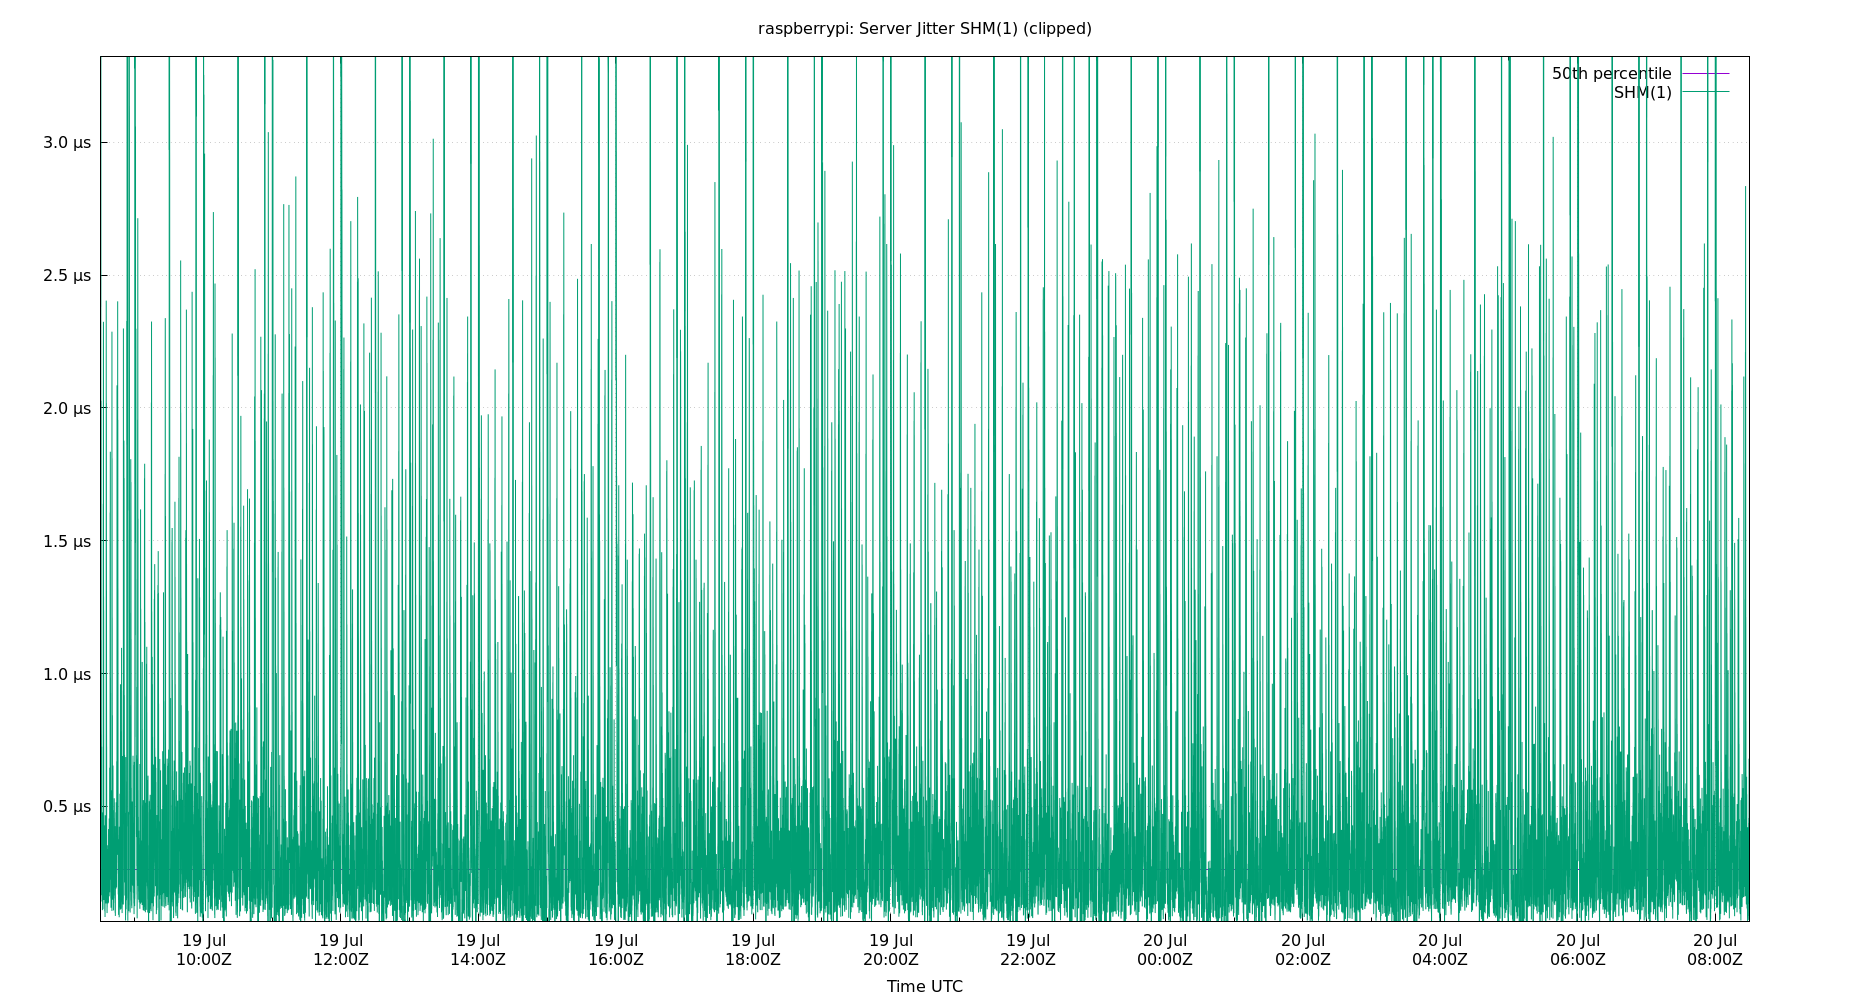 raspberrypi: Server Jitter SHM(1) (clipped)
50th percentile
SHM(1)
3.0 µs
2.5 µs
2.0 µs
1.5 µs
1.0 µs
0.5 µs
19 Jul 19 Jul 19 Jul 19 Jul 19 Jul 19 Jul 19 Jul 20 Jul 20 Jul 20 Jul 20 Jul 20 Jul
10:00Z 12:00Z 14:00Z 16:00Z 18:00Z 20:00Z 22:00Z 00:00Z 02:00Z 04:00Z 06:00Z 08:00Z
Time UTC